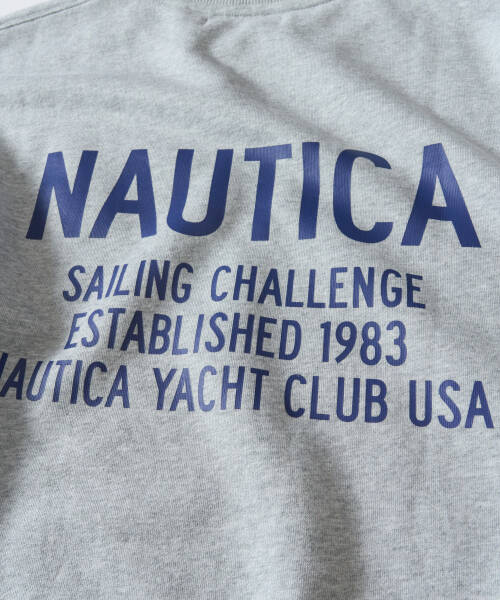 NAUTICA
SAILING CHALLENGE
ESTABLISHED 1983
NAUTICA YACHT CLUB USA